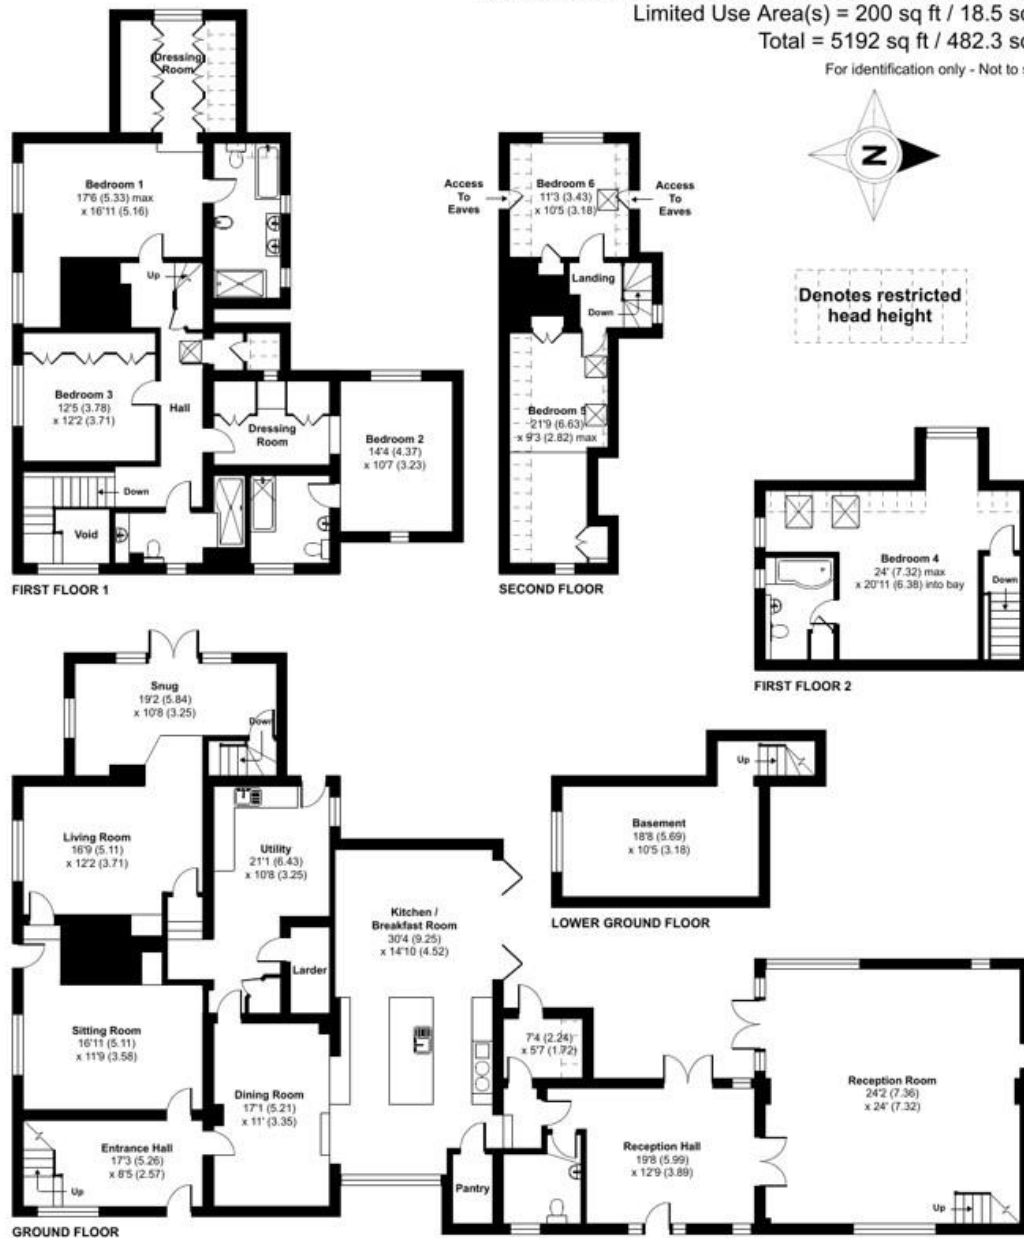 Limited Use Area(s) = 200 sq ft / 18.5 sq
Total = 5192 sq ft / 482.3 sq
For identification only - Not to s
N
Denotes restricted
head height
Dressing
Room
Bedroom 1
17'6 (5.33) max
x 16'11 (5.16)
Up
Bedroom 3
12'5 (3.78)
x 12'2 (3.71)
Hall
Dressing
Room
Bedroom 2
14'4 (4.37)
x 10'7 (3.23)
Down
Void
FIRST FLOOR 1
Access
To
Eaves
Bedroom 6
11'3 (3.43)
x 10'5 (3.18)
Access
To
Eaves
Landing
Down
Bedroom 5
21'9 (6.63)
x 9'3 (2.82) max
SECOND FLOOR
Bedroom 4
24' (7.32) max
x 20'11 (6.38) into bay
Down
FIRST FLOOR 2
Snug
19'2 (5.84)
x 10'8 (3.25)
Down
Living Room
16'9 (5.11)
x 12'2 (3.71)
Utility
21'1 (6.43)
x 10'8 (3.25)
Kitchen /
Breakfast Room
30'4 (9.25)
x 14'10 (4.52)
Larder
Sitting Room
16'11 (5.11)
x 11'9 (3.58)
Dining Room
17'1 (5.21)
x 11' (3.35)
Entrance Hall
17'3 (5.26)
x 8'5 (2.57)
Up
Pantry
GROUND FLOOR
Up
Basement
18'8 (5.69)
x 10'5 (3.18)
LOWER GROUND FLOOR
7'4 (2.24)
x 5'7 (1.72)
Reception Hall
19'8 (5.99)
x 12'9 (3.89)
Reception Room
24'2 (7.36)
x 24' (7.32)
Up